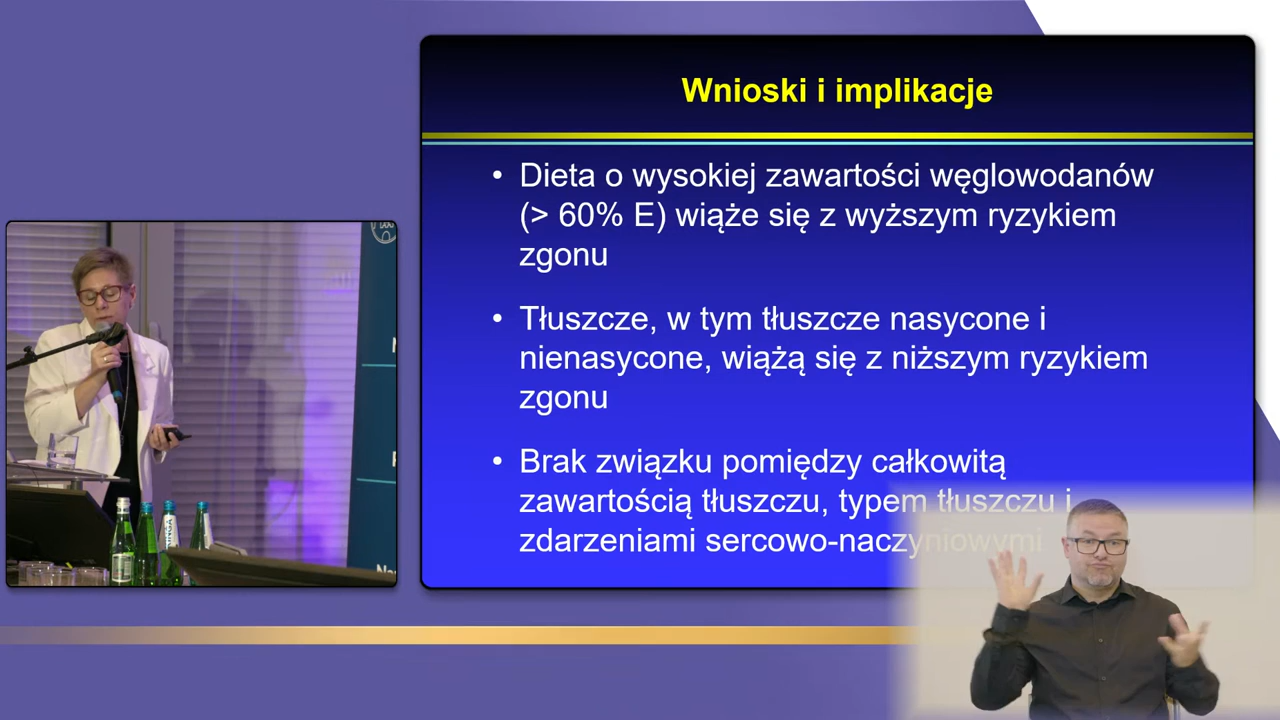 Wnioski i implikacje
• Dieta o wysokiej zawartości węglowodanów
(> 60% E) wiąże się z wyższym ryzykiem
zgonu
• Tłuszcze, w tym tłuszcze nasycone i
nienasycone, wiążą się z niższym ryzykiem
zgonu
• Brak związku pomiędzy całkowitą
zawartością tłuszczu, typem tłuszczu i
zdarzeniami sercowo-naczyniowymi